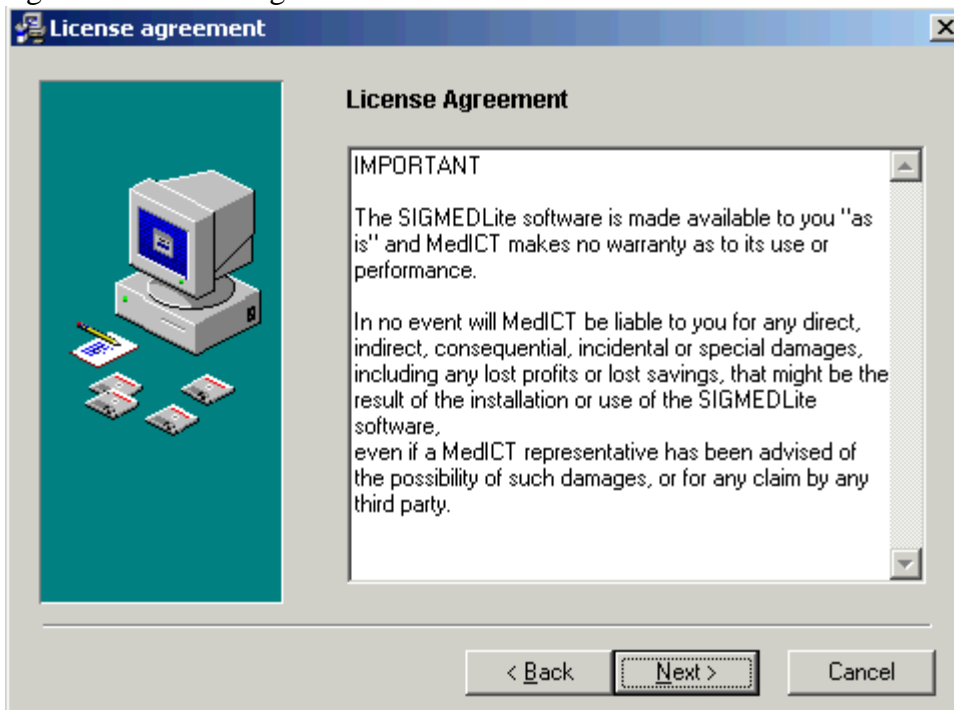 License agreement
License Agreement
IMPORTANT
The SIGMEDLite software is made available to you "as
is" and MedICT makes no warranty as to its use or
performance.
In no event will MedICT be liable to you for any direct,
indirect, consequential, incidental or special damages,
including any lost profits or lost savings, that might be the
result of the installation or use of the SIGMEDLite
software,
even if a MedICT representative has been advised of
the possibility of such damages, or for any claim by any
third party.
< Back
Next >
Cancel